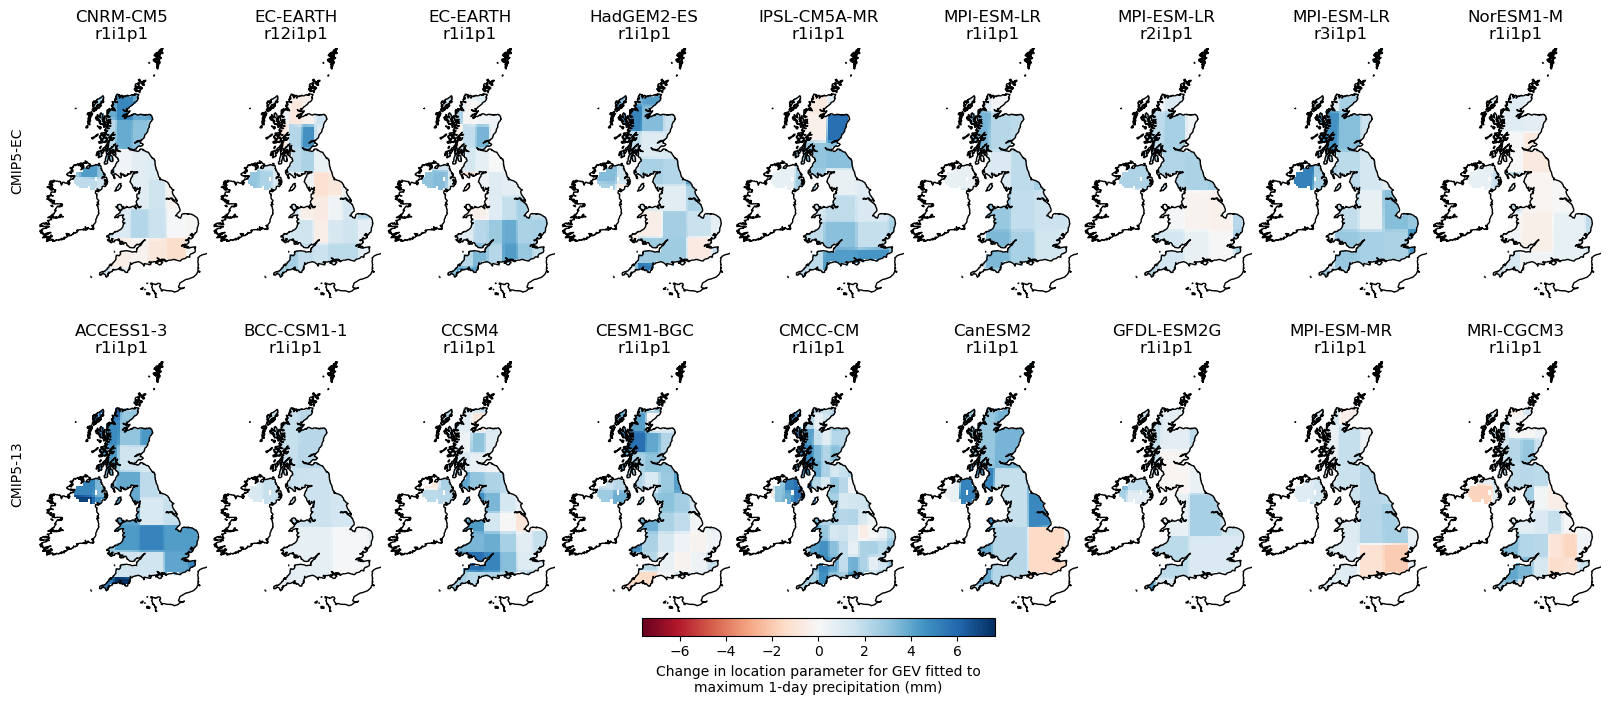 CNRM-CM5
r1i1p1
EC-EARTH
r12i1p1
EC-EARTH
r1i1p1
HadGEM2-ES
r1i1p1
IPSL-CM5A-MR
r1i1p1
MPI-ESM-LR
r1i1p1
MPI-ESM-LR
r2i1p1
MPI-ESM-LR
r3i1p1
NorESM1-M
r1i1p1
CMIP5-EC
ACCESS1-3
r1i1p1
BCC-CSM1-1
r1i1p1
CCSM4
r1i1p1
CESM1-BGC
r1i1p1
CMCC-CM
r1i1p1
CanESM2
r1i1p1
GFDL-ESM2G
r1i1p1
MPI-ESM-MR
r1i1p1
MRI-CGCM3
r1i1p1
CMIP5-13
−6 −4 −2 0 2 4 6
Change in location parameter for GEV fitted to
maximum 1-day precipitation (mm)